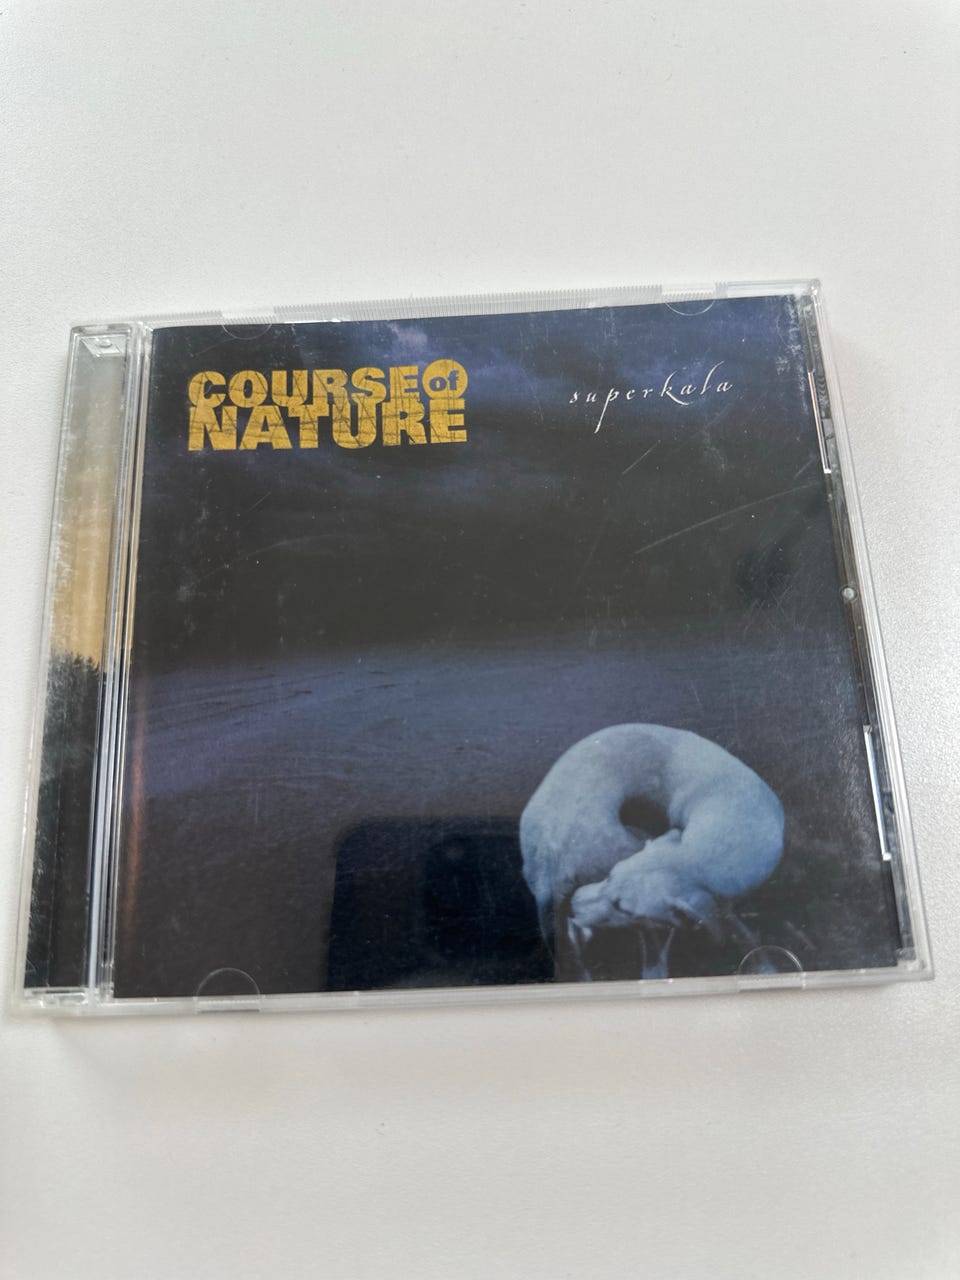 COURSE of
NATURE
superkala